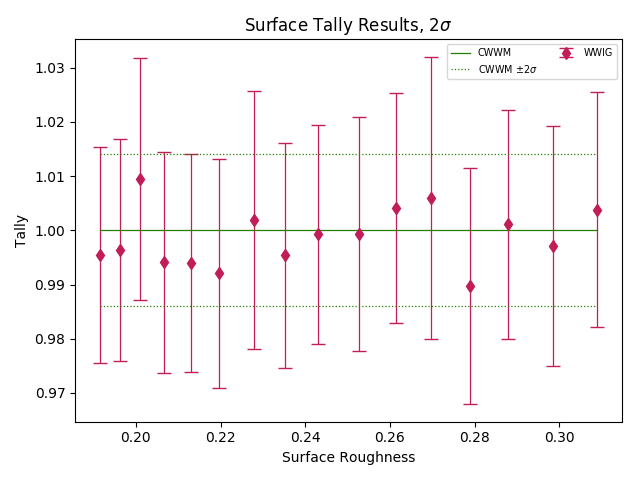 Surface Tally Results, 2σ
CWWM
CWWM ±2σ
WWIG
1.03
1.02
1.01
1.00
0.99
0.98
0.97
Tally
0.20 0.22 0.24 0.26 0.28 0.30
Surface Roughness